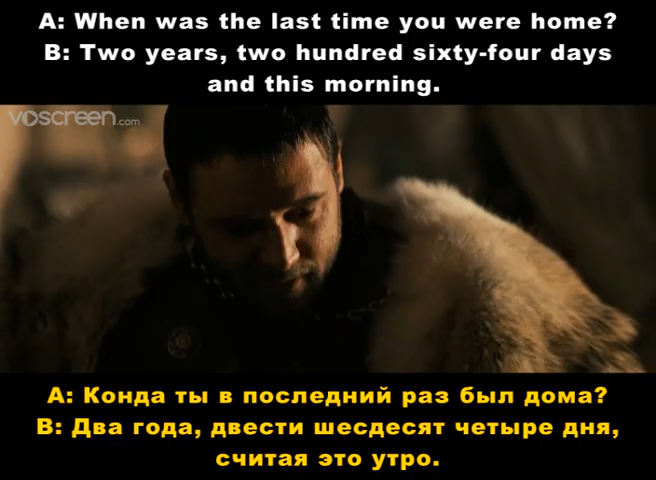 A: When was the last time you were home?
B: Two years, two hundred sixty-four days
and this morning.
voscreen.com
A: Конда ты в последний раз был дома?
B: Два года, двести шесдесят четыре дня,
считая это утро.